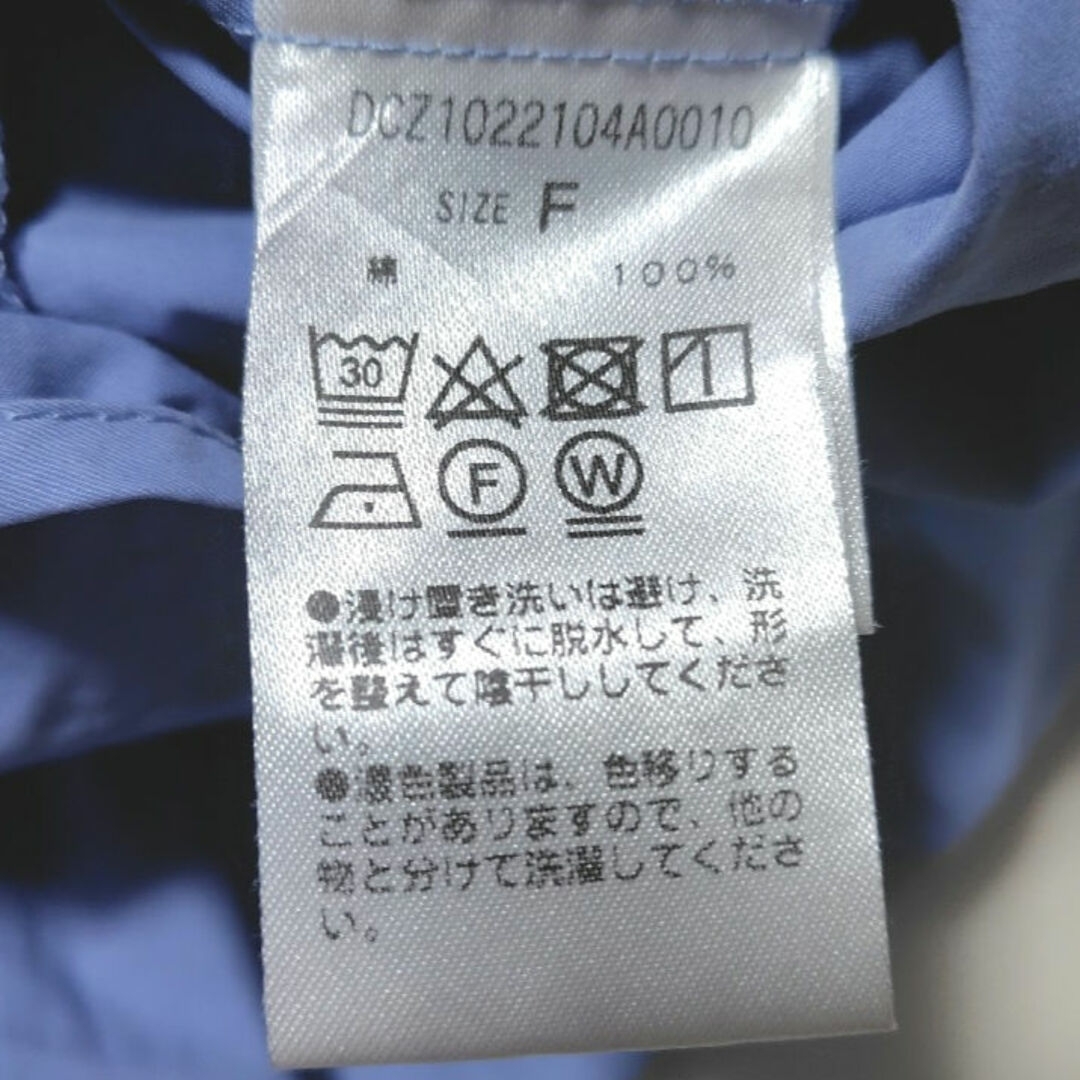 DCZ1022104A0010
SIZE F
綿 100%
30
F W
●浸け置き洗いは避け、洗
濯後はすぐに脱水して、形
を整えて陰干ししてくださ
い。
●濃色製品は、色移りする
ことがありますので、他の
物と分けて洗濯してくださ
い。